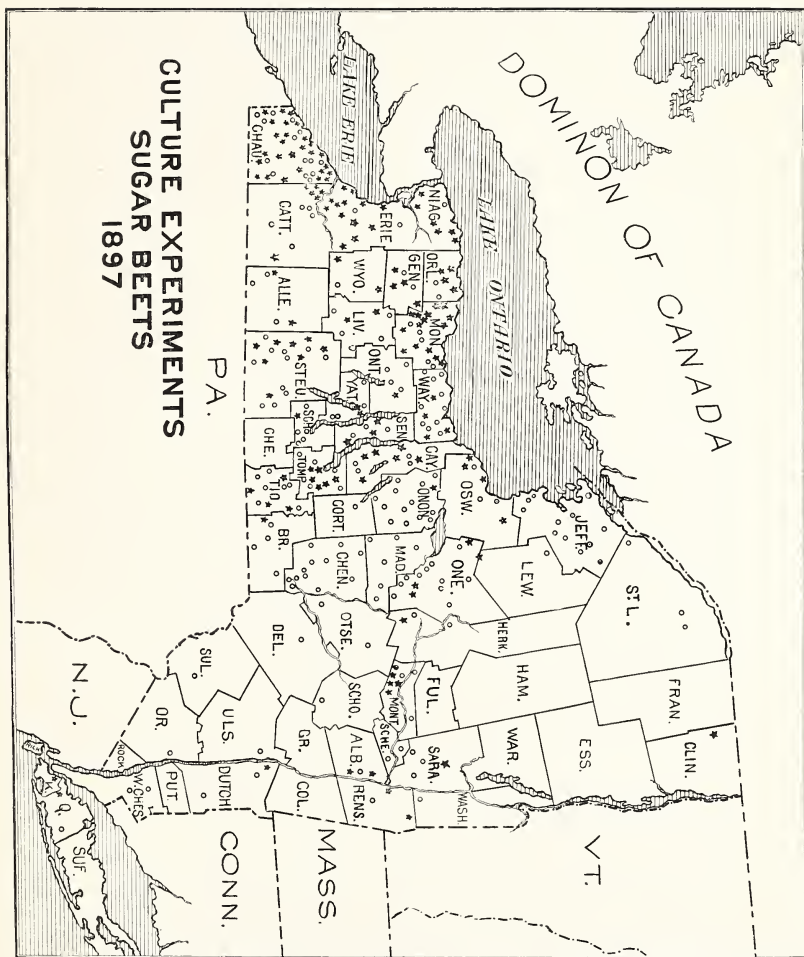 DOMINON OF CANADA
LAKE ONTARIO
LAKE ERIE
NIAG
ORL.
MON
WAY.
ERIE
GEN
WYO.
LIV.
ONT.
YAT.
SEN.
CAY.
ONON.
OSW.
JEFF.
ST. L.
LEW.
ONE.
MAD.
HERK.
HAM.
FRAN.
CLIN.
ESS.
WAR.
WASH.
SARA.
FUL.
MONT.
SCHE.
CHAU.
CATT.
ALLE.
STEU.
SCH.
CHE.
TOMP.
TIO.
CORT.
BR.
CHEN.
OTSE.
SCHO.
ALB.
RENS.
DEL.
GR.
COL.
ULS.
DUTCH
SUL.
OR.
PUT.
ROCK.
W.CHES
K
Q.
SUF.
VT.
MASS.
CONN.
N.J.
PA.
CULTURE EXPERIMENTS
SUGAR BEETS
1897